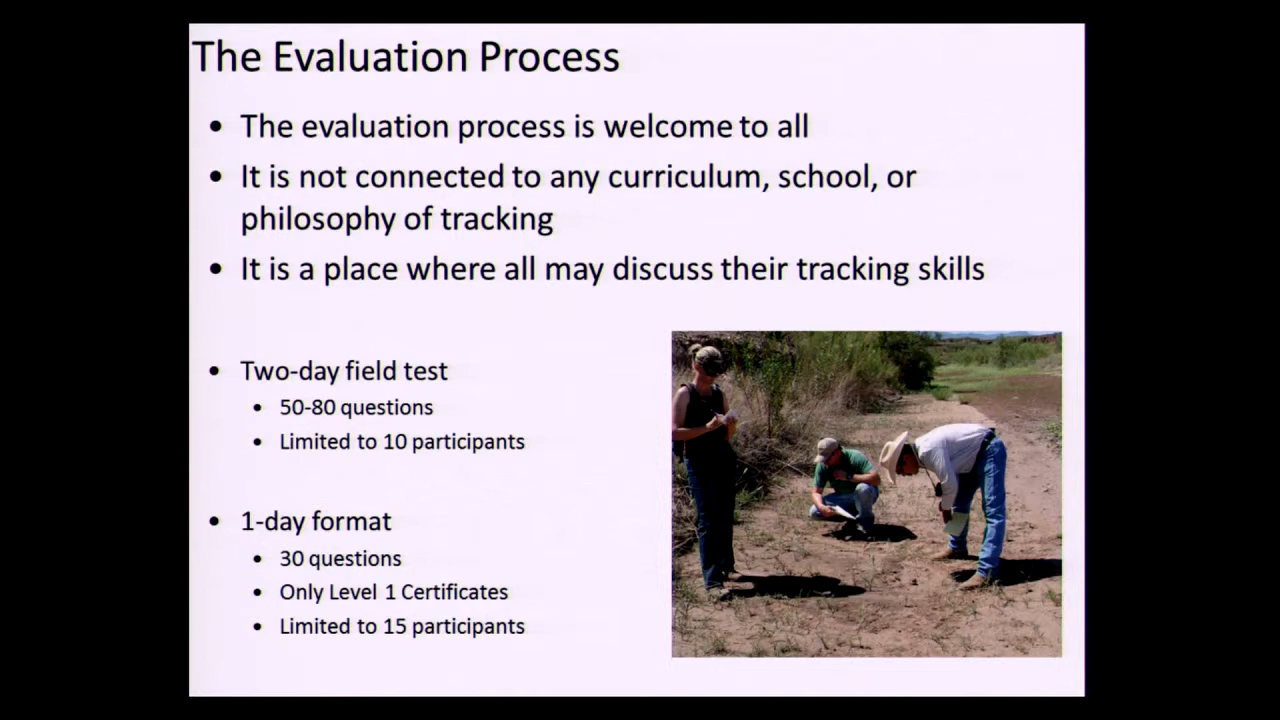 The Evaluation Process
• The evaluation process is welcome to all
• It is not connected to any curriculum, school, or
philosophy of tracking
• It is a place where all may discuss their tracking skills
• Two-day field test
• 50-80 questions
• Limited to 10 participants
• 1-day format
• 30 questions
• Only Level 1 Certificates
• Limited to 15 participants